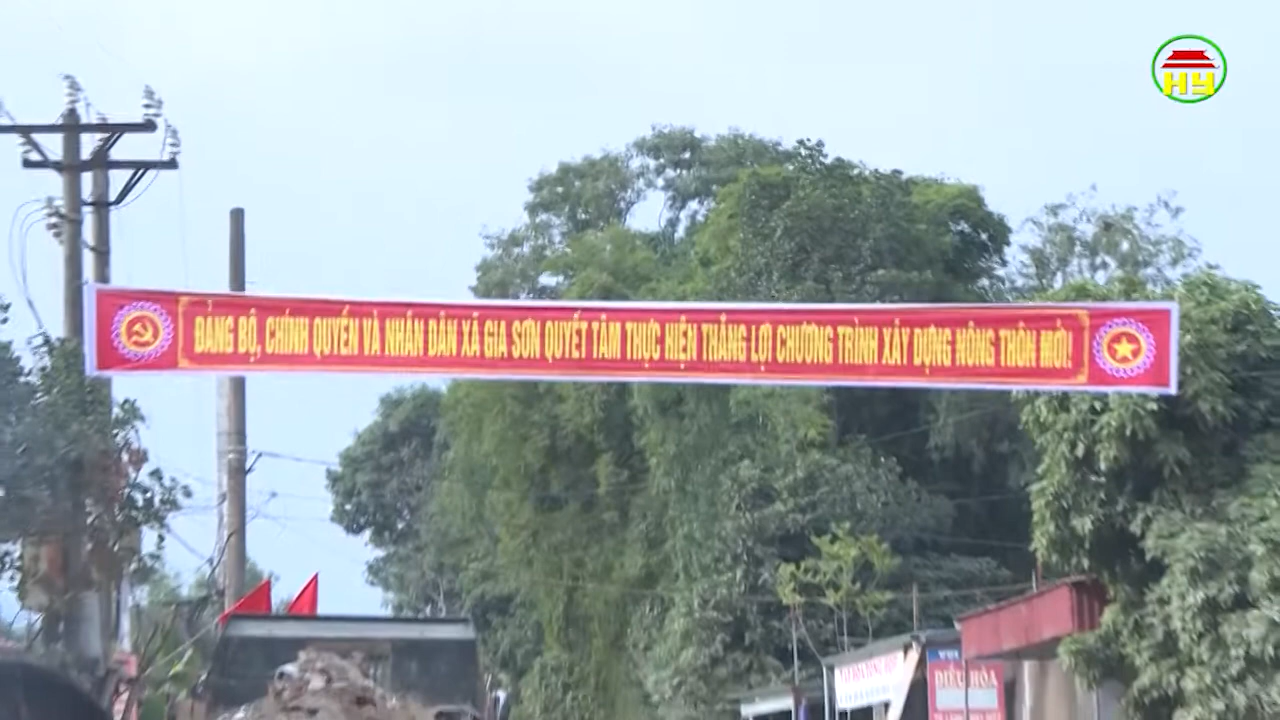 HY
ĐẢNG BỘ, CHÍNH QUYỀN VÀ NHÂN DÂN XÃ GIA SƠN QUYẾT TÂM THỰC HIỆN THẮNG LỢI CHƯƠNG TRÌNH XÂY DỰNG NÔNG THÔN MỚI!
ĐIỀU HÒA